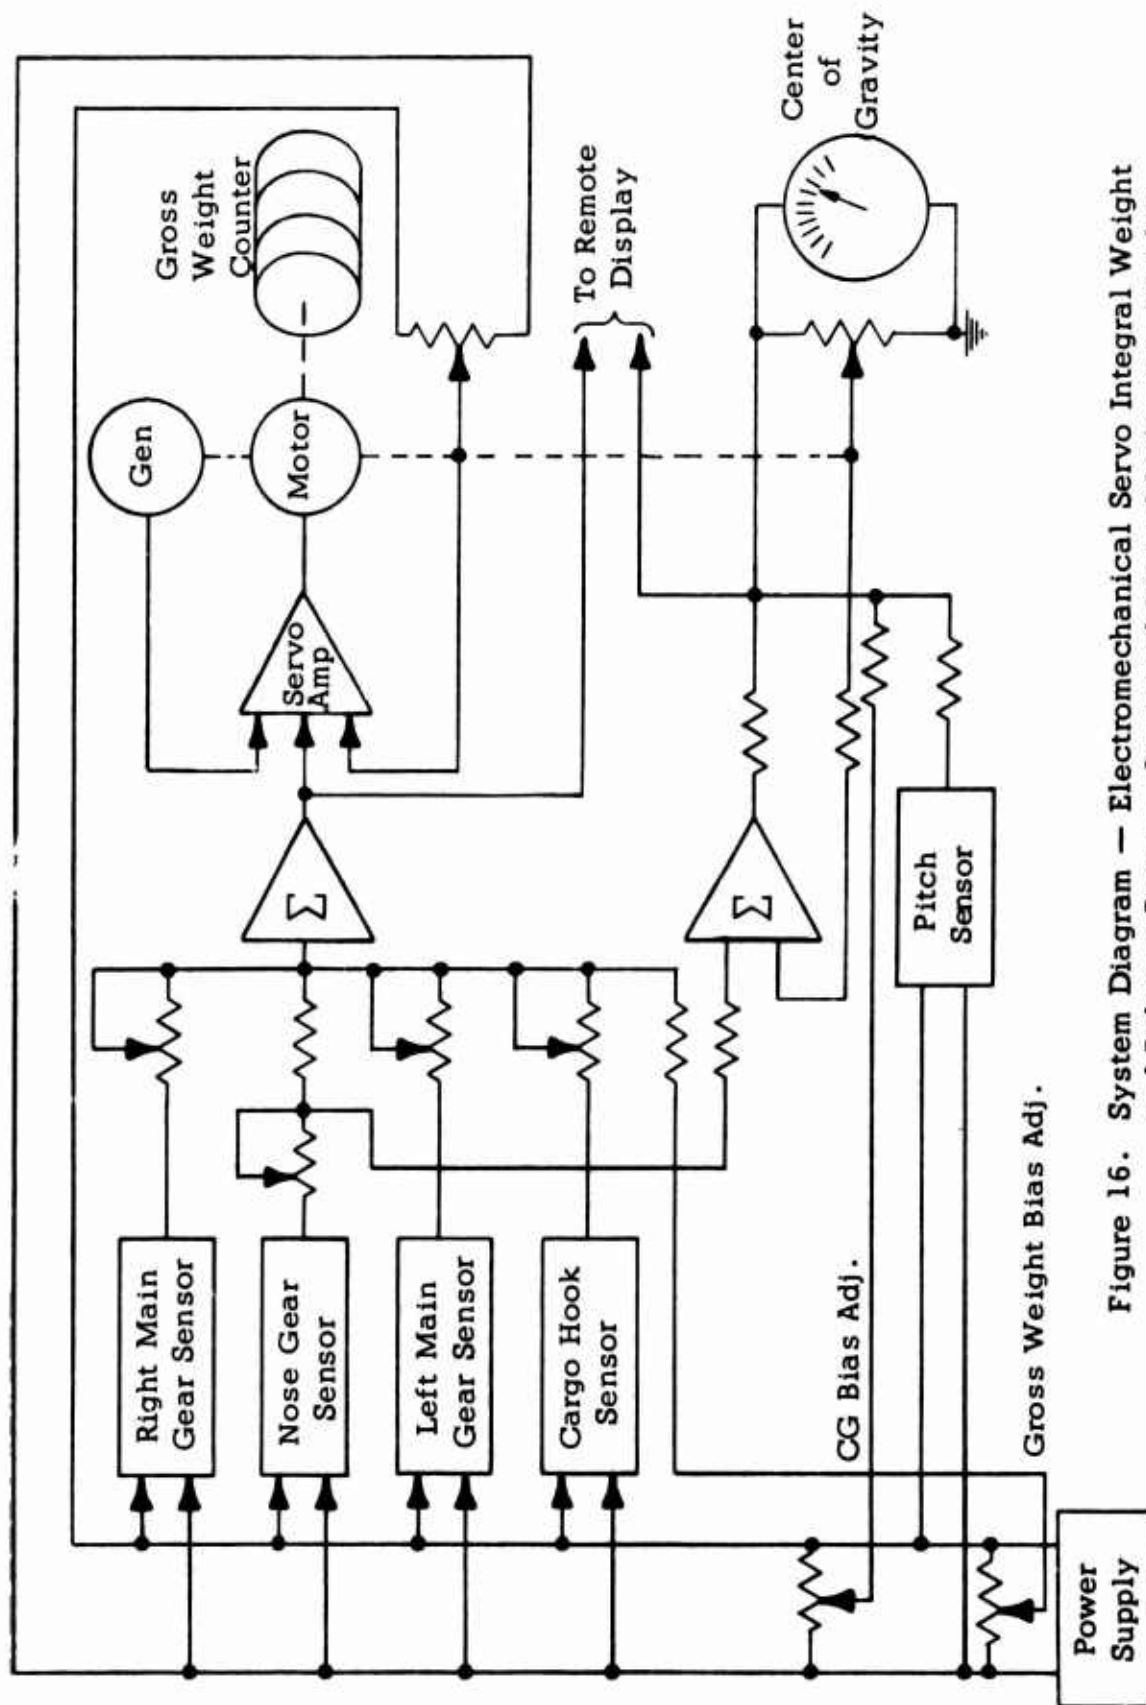 Gross
Weight
Counter
Gen
Motor
Servo
Amp
To Remote
Display
Center
of
Gravity
Σ
Σ
Right Main
Gear Sensor
Nose Gear
Sensor
Left Main
Gear Sensor
Cargo Hook
Sensor
Pitch
Sensor
CG Bias Adj.
Gross Weight Bias Adj.
Power
Supply
Figure 16. System Diagram — Electromechanical Servo Integral Weight